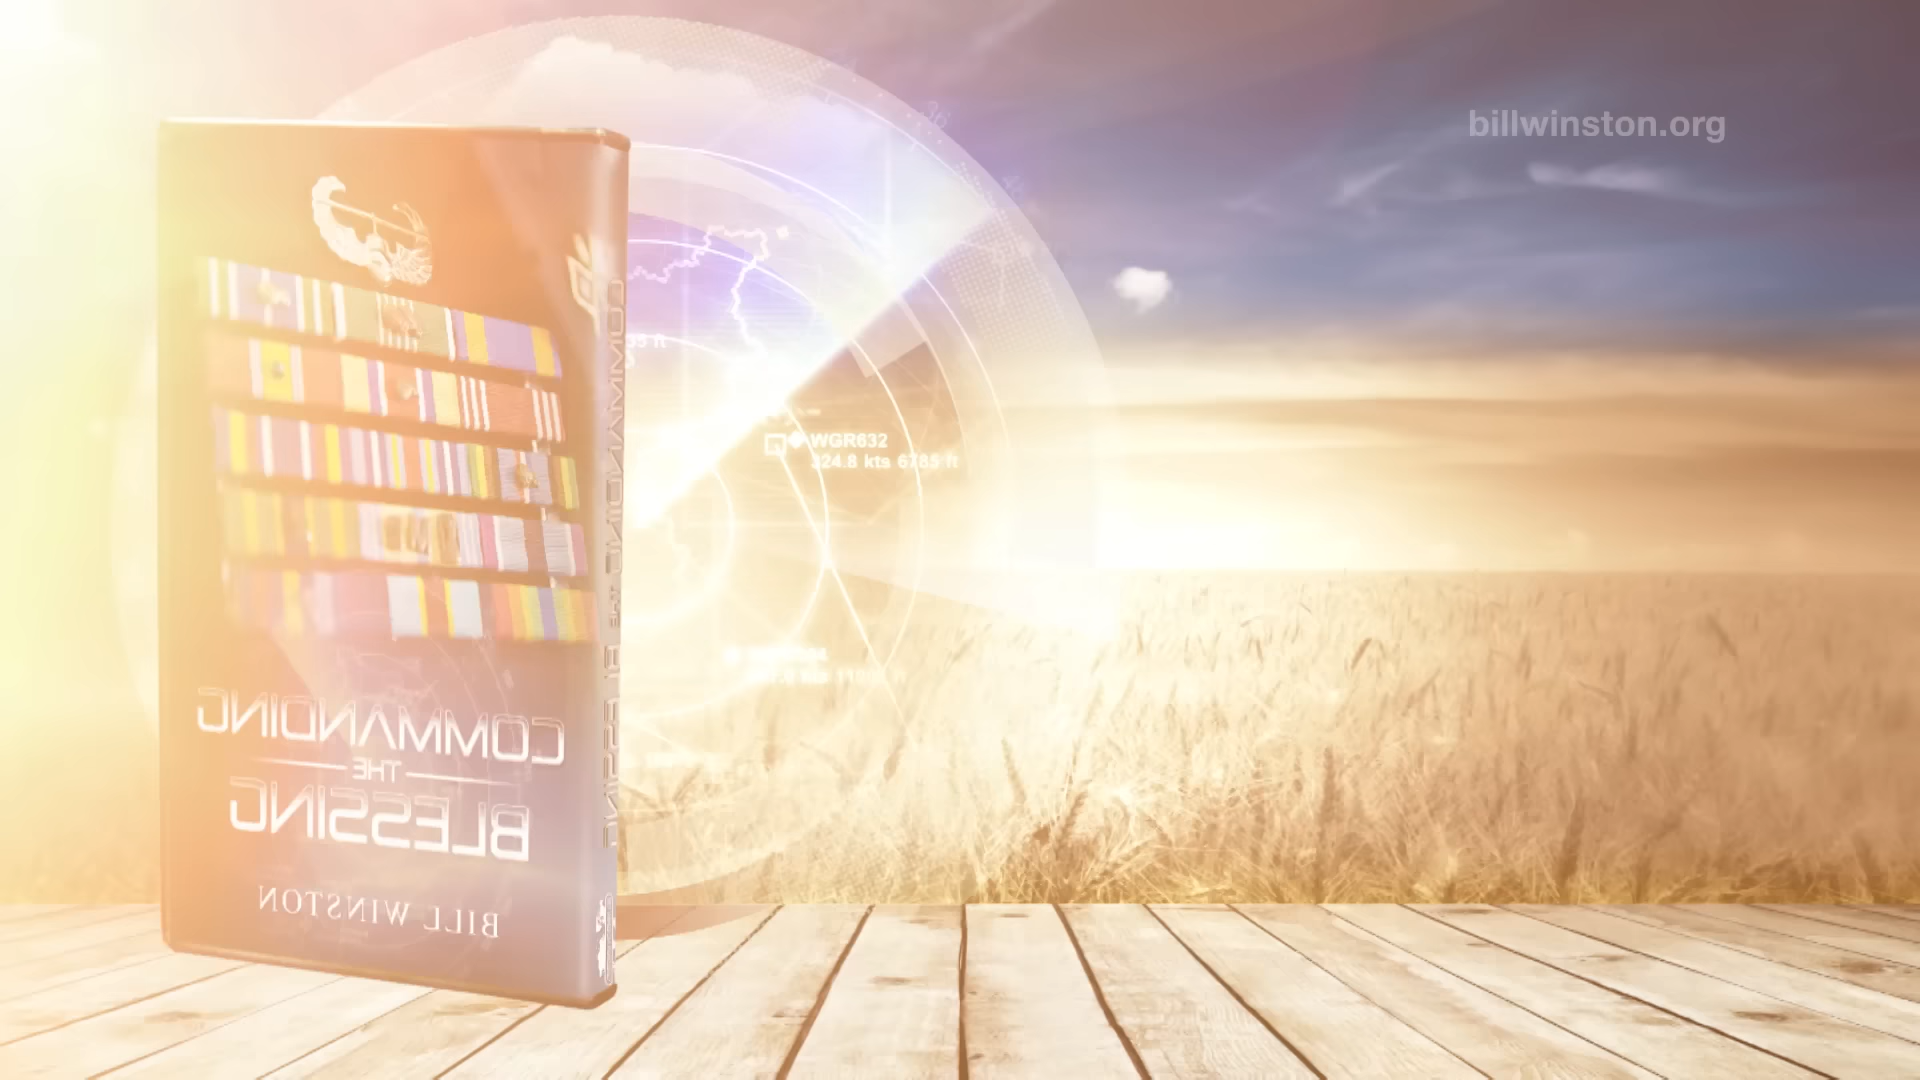 billwinston.org
COMMANDING
THE
BLESSING
BILL WINSTON
COMMANDING THE BLESSING
WGR632
324.8 kts 6785 ft